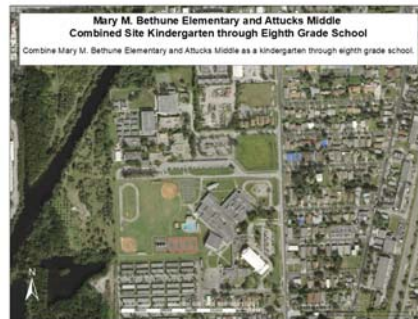 Mary M. Bethune Elementary and Attucks Middle
Combined Site Kindergarten through Eighth Grade School
Combine Mary M. Bethune Elementary and Attucks Middle as a kindergarten through eighth grade school.
N